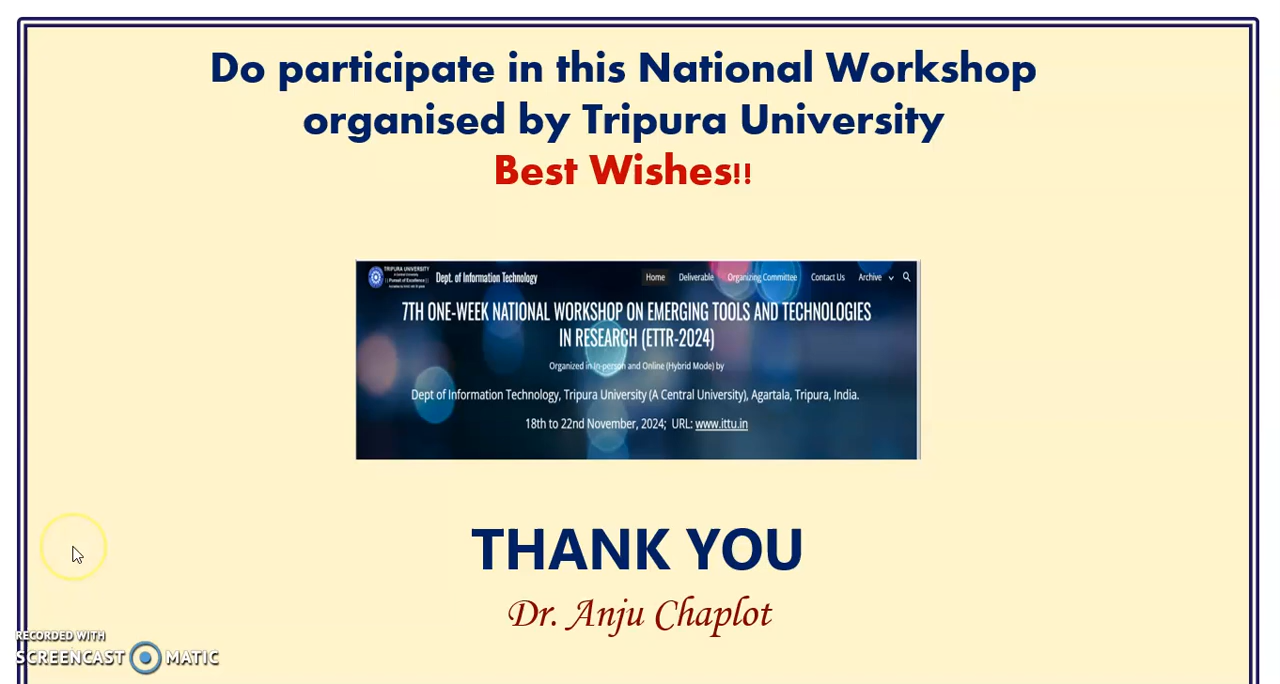 Do participate in this National Workshop
organised by Tripura University
Best Wishes!!
TRIPURA UNIVERSITY
Dept. of Information Technology
Home
Deliverable
Organizing Committee
Contact Us
Archive
7TH ONE-WEEK NATIONAL WORKSHOP ON EMERGING TOOLS AND TECHNOLOGIES
IN RESEARCH (ETTR-2024)
Organized in In-person and Online (Hybrid Mode) by
Dept of Information Technology, Tripura University (A Central University), Agartala, Tripura, India.
18th to 22nd November, 2024; URL: www.ittu.in
THANK YOU
Dr. Anju Chaplot
RECORDED WITH
SCREENCAST MATIC